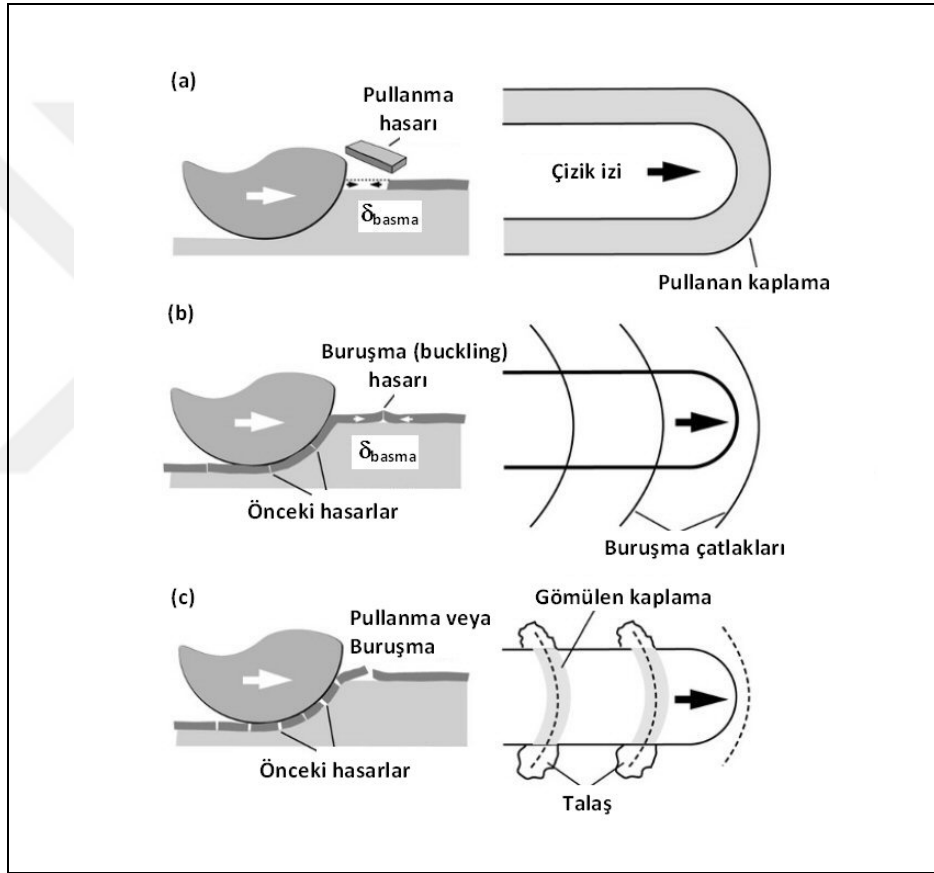 (a)
Pullanma
hasarı
δbasma
Çizik izi
Pullanan kaplama
(b)
Buruşma (buckling)
hasarı
δbasma
Önceki hasarlar
Buruşma çatlakları
(c)
Pullanma veya
Buruşma
Önceki hasarlar
Gömülen kaplama
Talaş